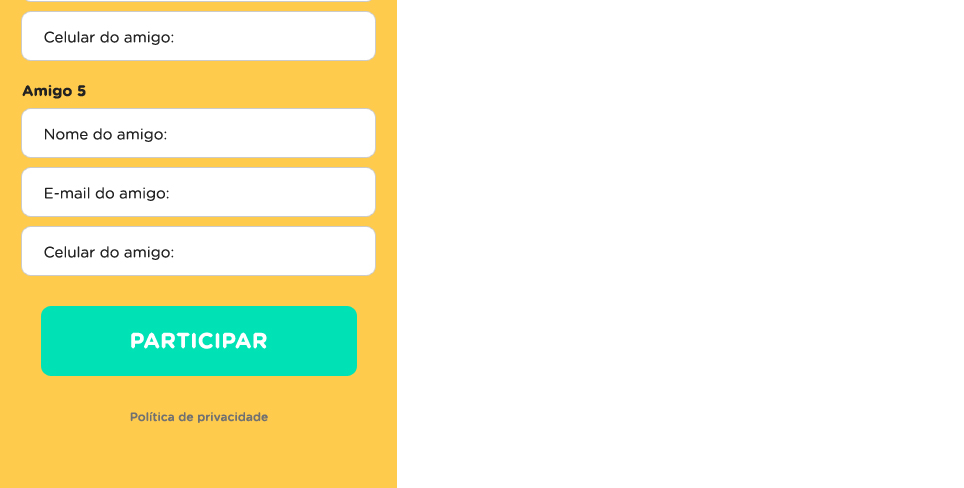 Celular do amigo:
Amigo 5
Nome do amigo:
E-mail do amigo:
Celular do amigo:
PARTICIPAR
Política de privacidade